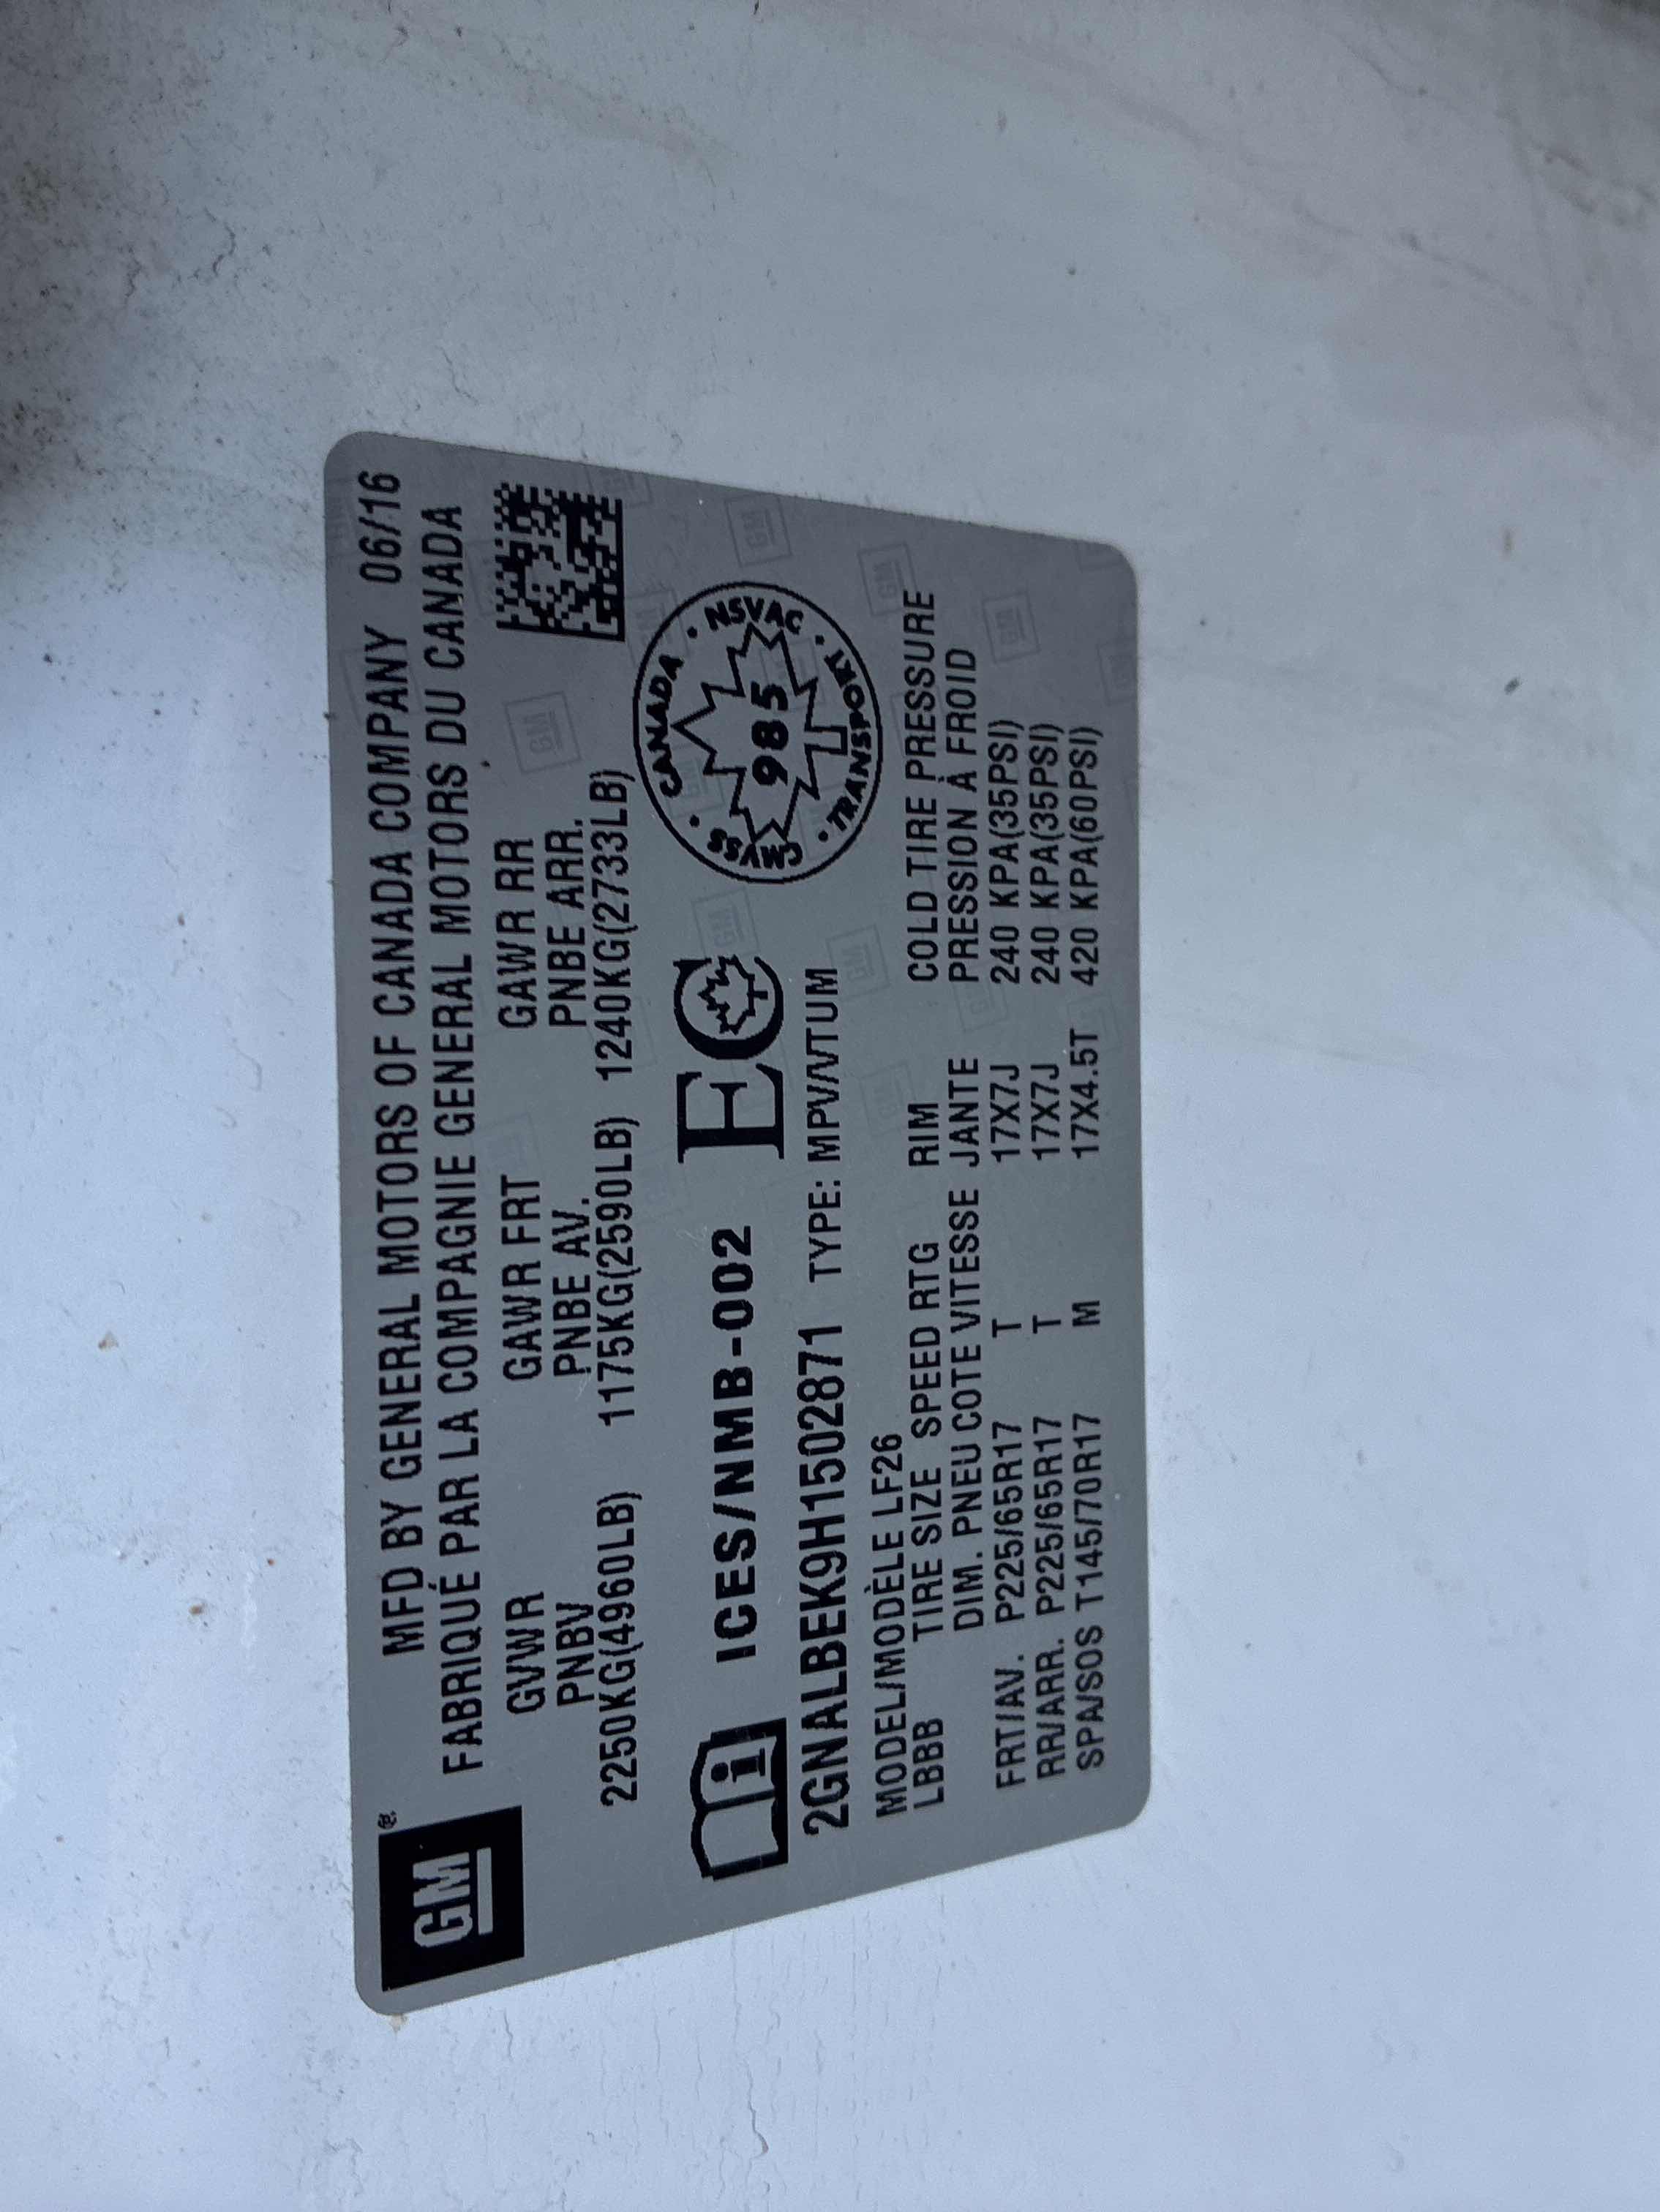 GM®
MFD BY GENERAL MOTORS OF CANADA COMPANY 06/16
FABRIQUÉ PAR LA COMPAGNIE GENERAL MOTORS DU CANADA
GVWR GAWR FRT GAWR RR
PNBV PNBE AV. PNBE ARR.
2250KG(4960LB) 1175KG(2590LB) 1240KG(2733LB)
i ICES/NMB-002 EC
CANADA · NSVAC · TRANSPORT · CMVSS ·
985
2GNALBEK9H1502871 TYPE: MPV/VTUM
MODEL/MODÈLE LF26
LBBB TIRE SIZE SPEED RTG RIM COLD TIRE PRESSURE
DIM. PNEU COTE VITESSE JANTE PRESSION À FROID
FRT/AV. P225/65R17 T 17X7J 240 KPA(35PSI)
RR/ARR. P225/65R17 T 17X7J 240 KPA(35PSI)
SPA/SOS T145/70R17 M 17X4.5T 420 KPA(60PSI)